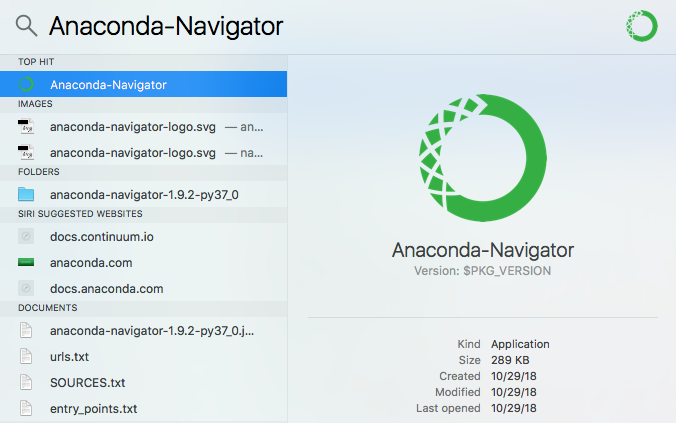 Anaconda-Navigator
TOP HIT
Anaconda-Navigator
IMAGES
anaconda-navigator-logo.svg — an...
anaconda-navigator-logo.svg — na...
FOLDERS
anaconda-navigator-1.9.2-py37_0
SIRI SUGGESTED WEBSITES
docs.continuum.io
anaconda.com
docs.anaconda.com
DOCUMENTS
anaconda-navigator-1.9.2-py37_0.j...
urls.txt
SOURCES.txt
entry_points.txt
Anaconda-Navigator
Version: $PKG_VERSION
Kind Application
Size 289 KB
Created 10/29/18
Modified 10/29/18
Last opened 10/29/18